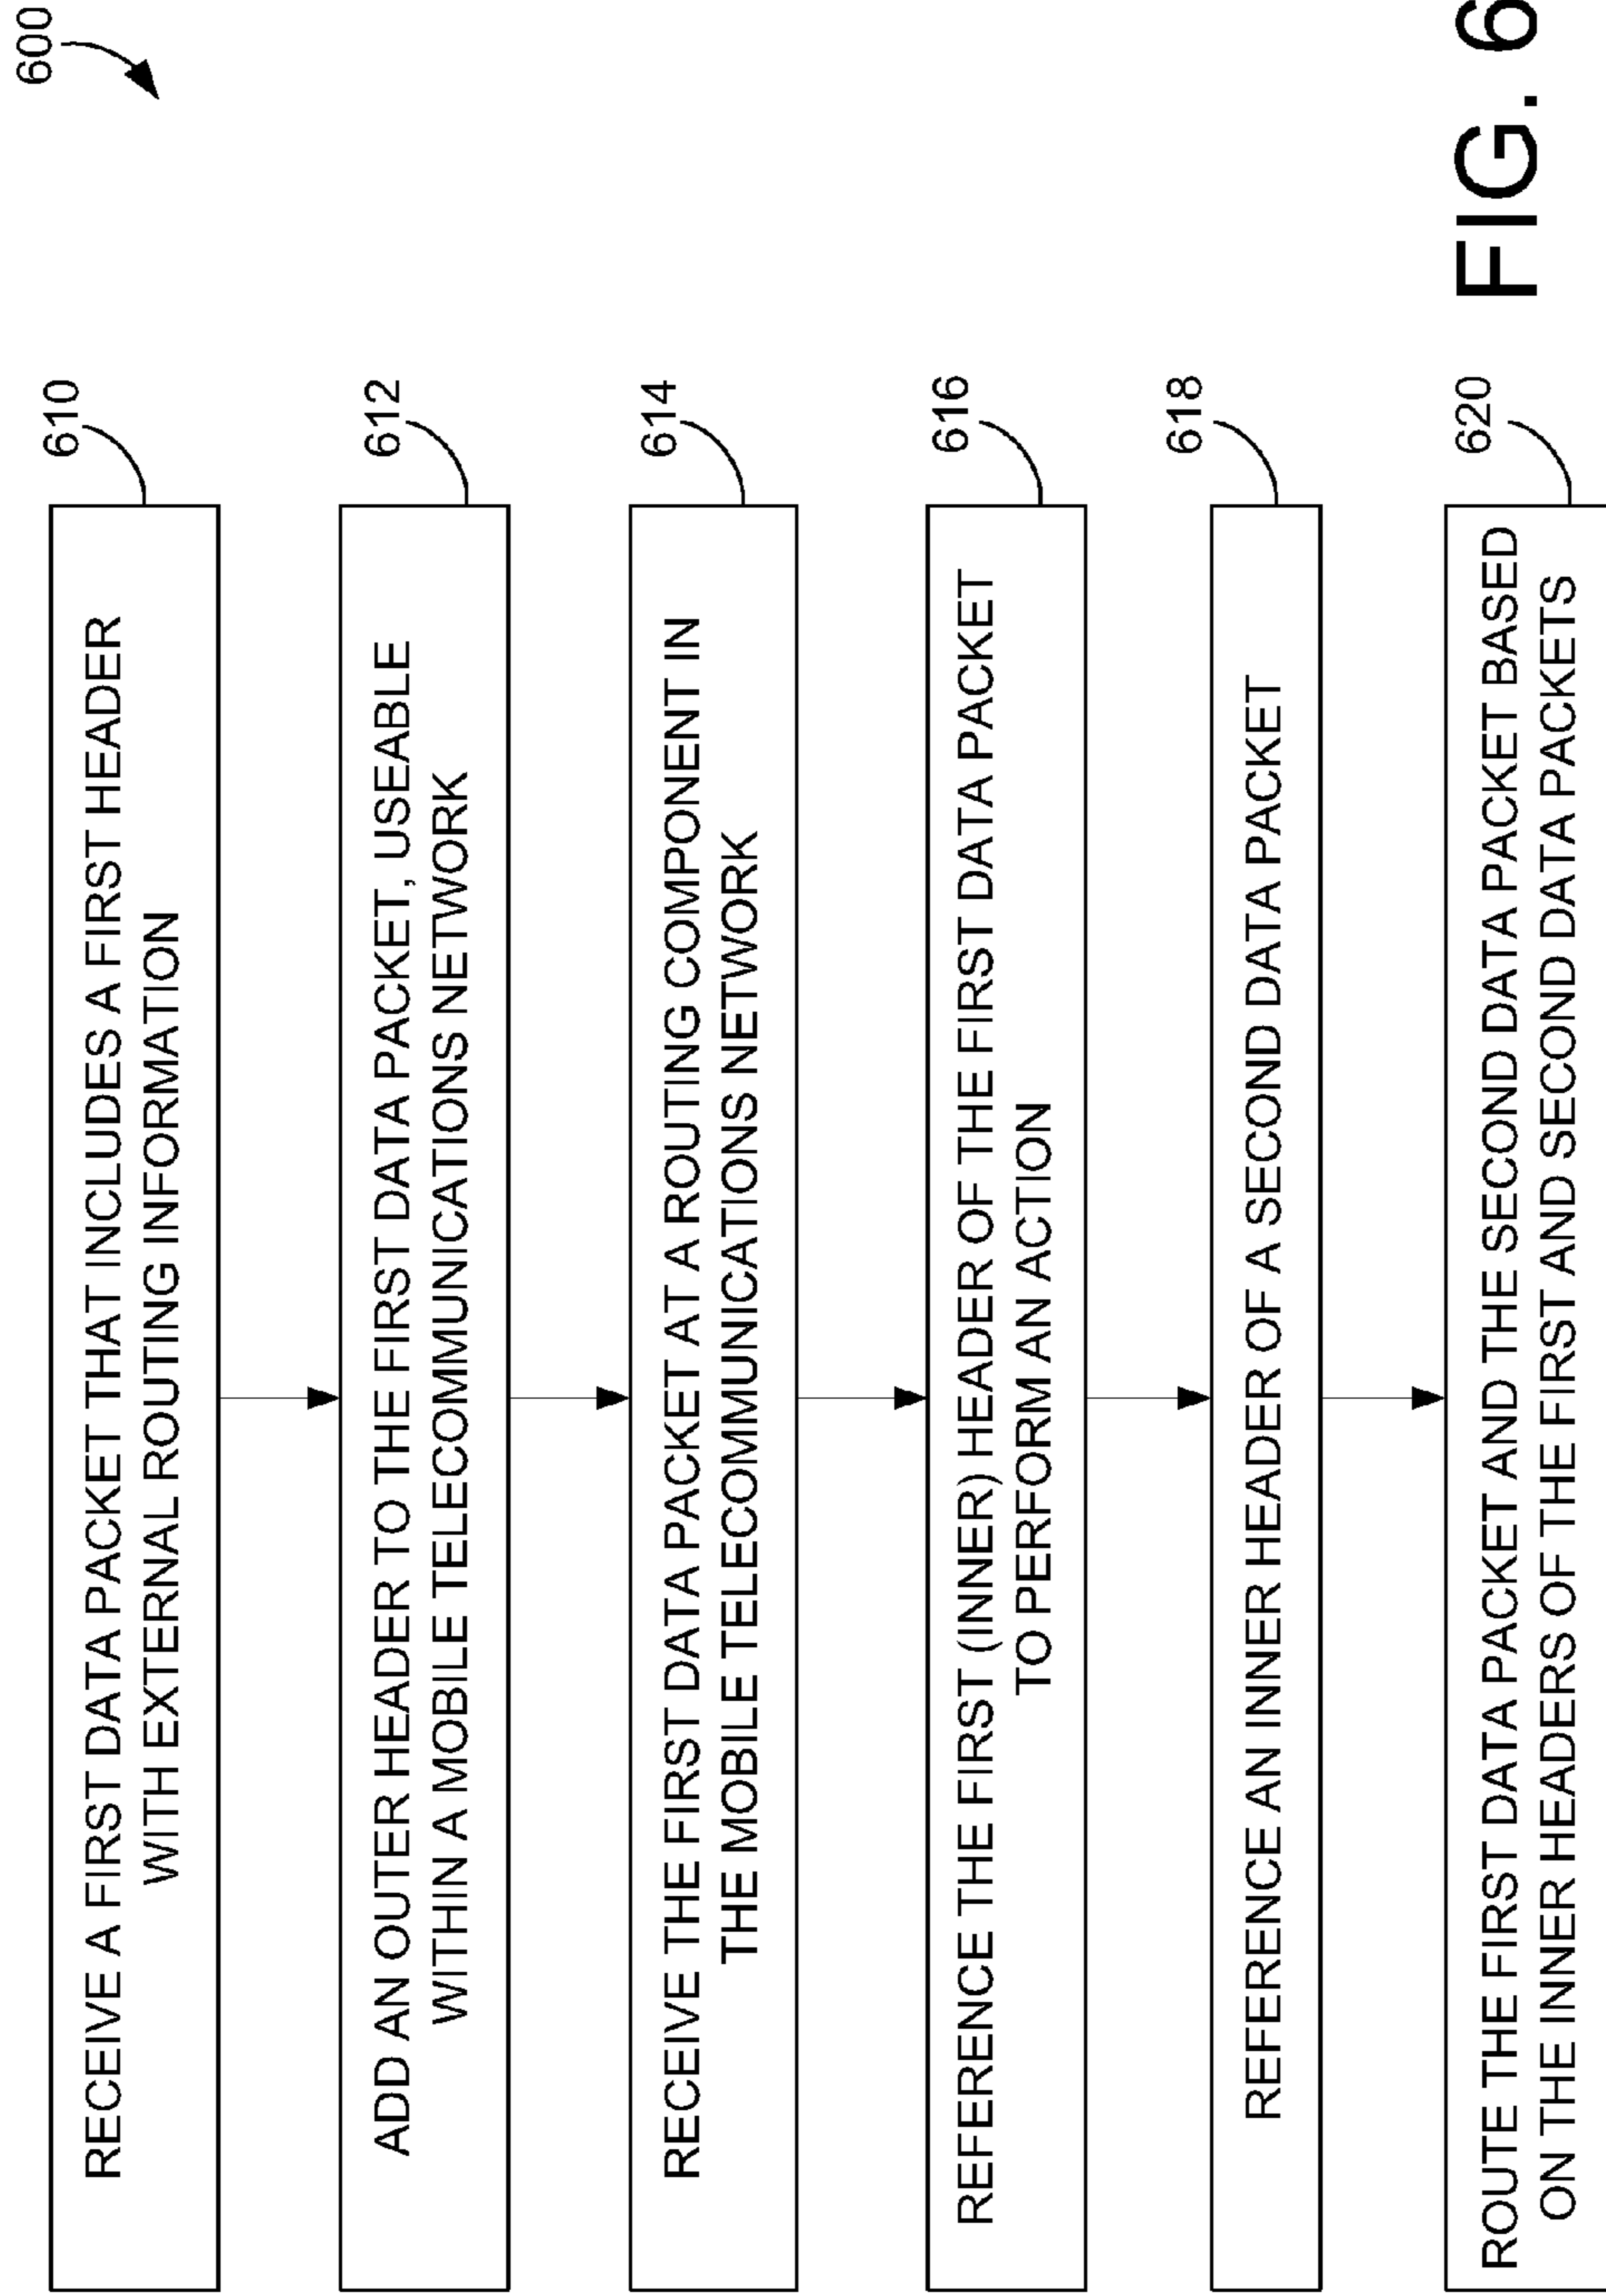 600
RECEIVE A FIRST DATA PACKET THAT INCLUDES A FIRST HEADER
WITH EXTERNAL ROUTING INFORMATION
610
ADD AN OUTER HEADER TO THE FIRST DATA PACKET, USEABLE
WITHIN A MOBILE TELECOMMUNICATIONS NETWORK
612
RECEIVE THE FIRST DATA PACKET AT A ROUTING COMPONENT IN
THE MOBILE TELECOMMUNICATIONS NETWORK
614
REFERENCE THE FIRST (INNER) HEADER OF THE FIRST DATA PACKET
TO PERFORM AN ACTION
616
REFERENCE AN INNER HEADER OF A SECOND DATA PACKET
618
ROUTE THE FIRST DATA PACKET AND THE SECOND DATA PACKET BASED
ON THE INNER HEADERS OF THE FIRST AND SECOND DATA PACKETS
620
FIG. 6